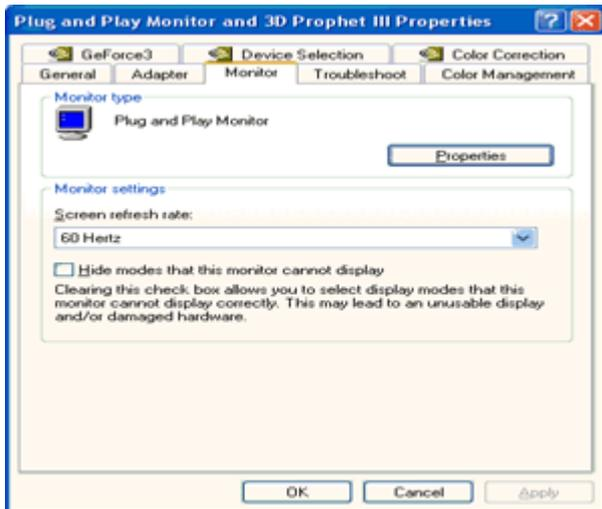 Plug and Play Monitor and 3D Prophet III Properties
GeForce3 Device Selection Color Correction
General Adapter Monitor Troubleshoot Color Management
Monitor type
Plug and Play Monitor
Properties
Monitor settings
Screen refresh rate:
60 Hertz
Hide modes that this monitor cannot display
Clearing this check box allows you to select display modes that this
monitor cannot display correctly. This may lead to an unusable display
and/or damaged hardware.
OK Cancel Apply